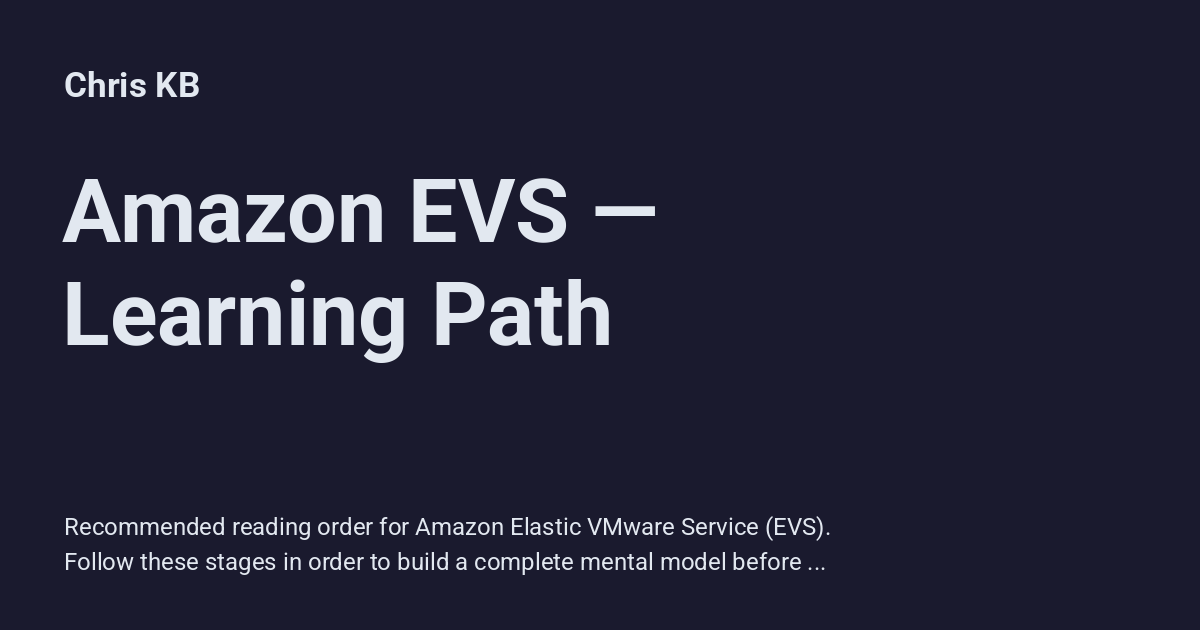 Chris KB
Amazon EVS —
Learning Path
Recommended reading order for Amazon Elastic VMware Service (EVS).
Follow these stages in order to build a complete mental model before ...